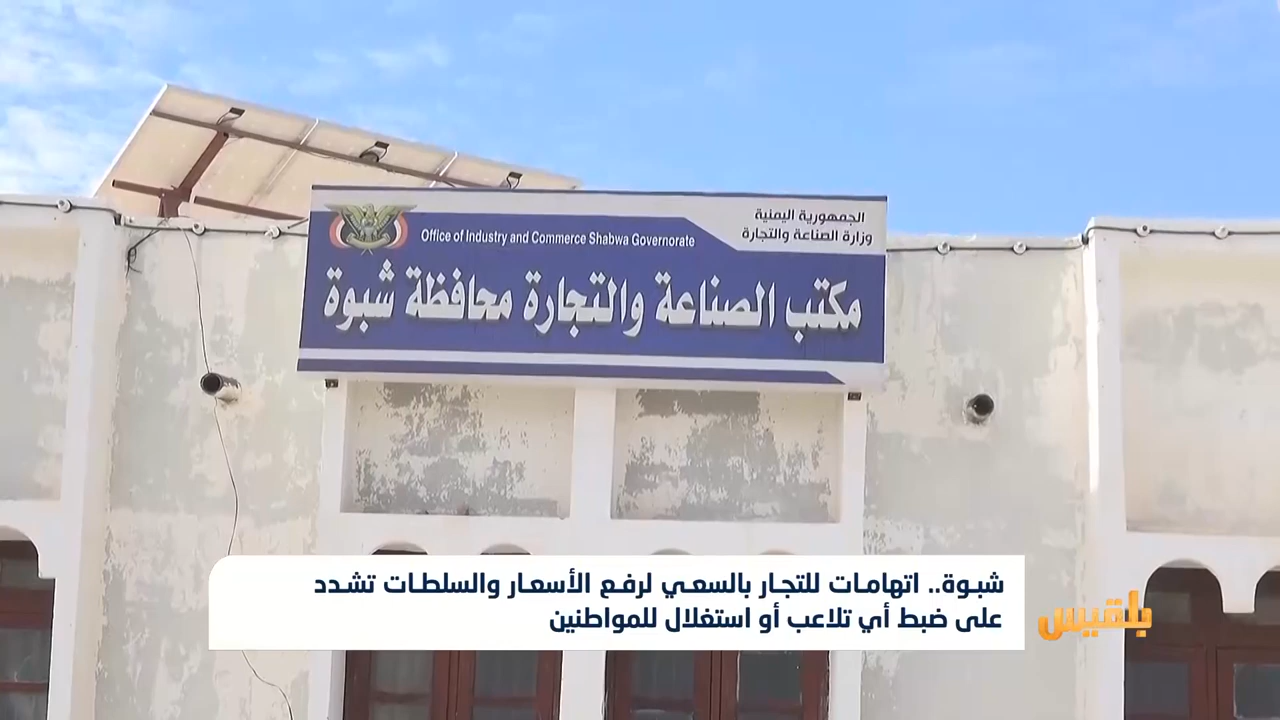 الجمهورية اليمنية
وزارة الصناعة والتجارة
Office of Industry and Commerce Shabwa Governorate
مكتب الصناعة والتجارة محافظة شبوة
شبوة.. اتهامات للتجار بالسعي لرفع الأسعار والسلطات تشدد
على ضبط أي تلاعب أو استغلال للمواطنين
بلقيس